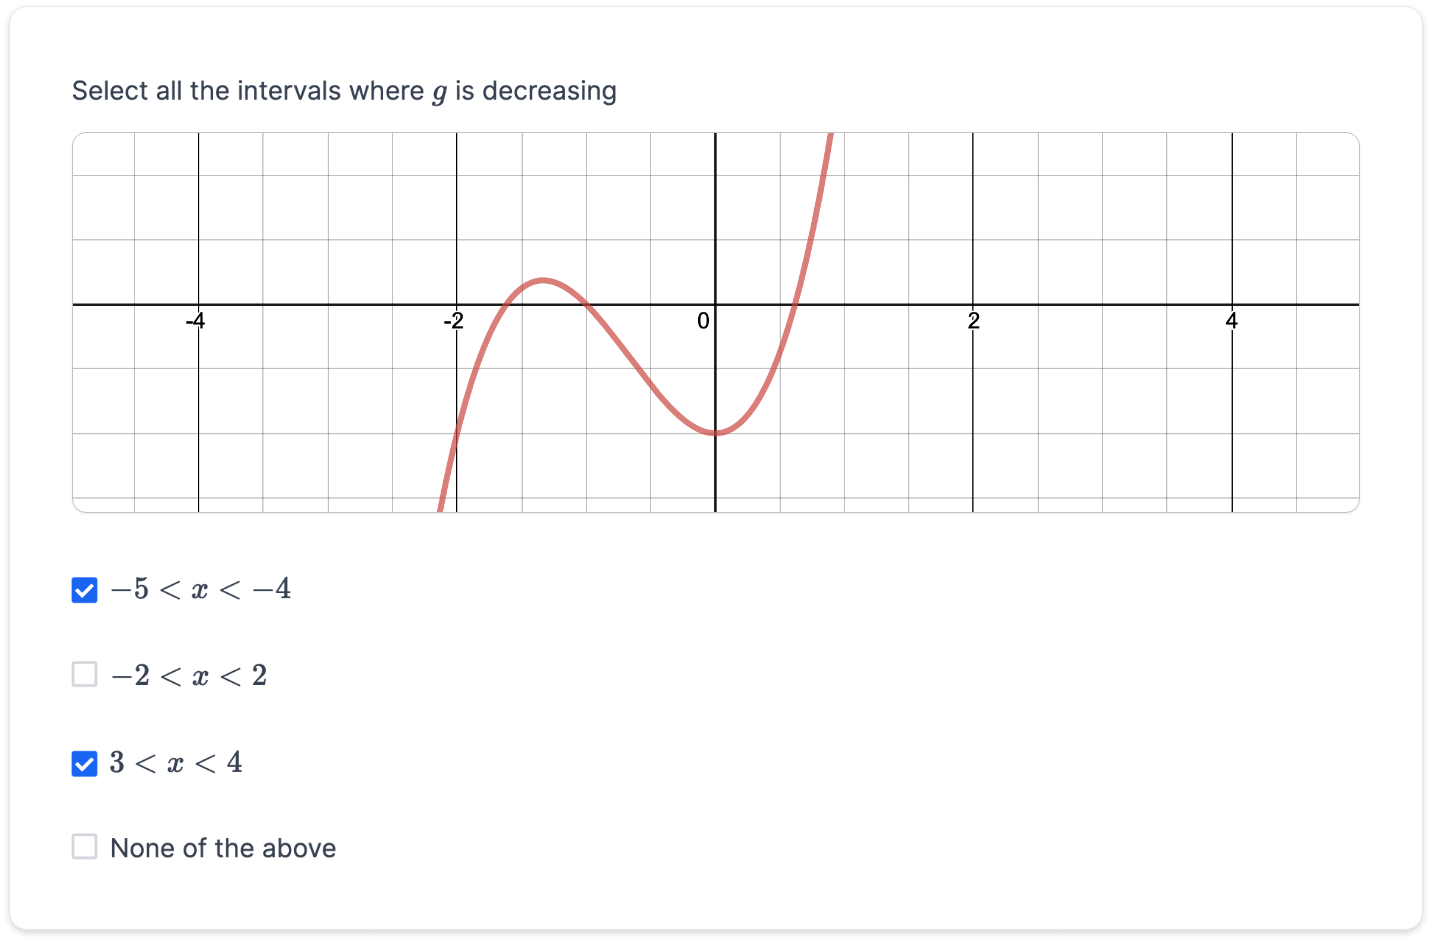 Select all the intervals where g is decreasing
-4 -2 0 2 4
−5 < x < −4
−2 < x < 2
3 < x < 4
None of the above